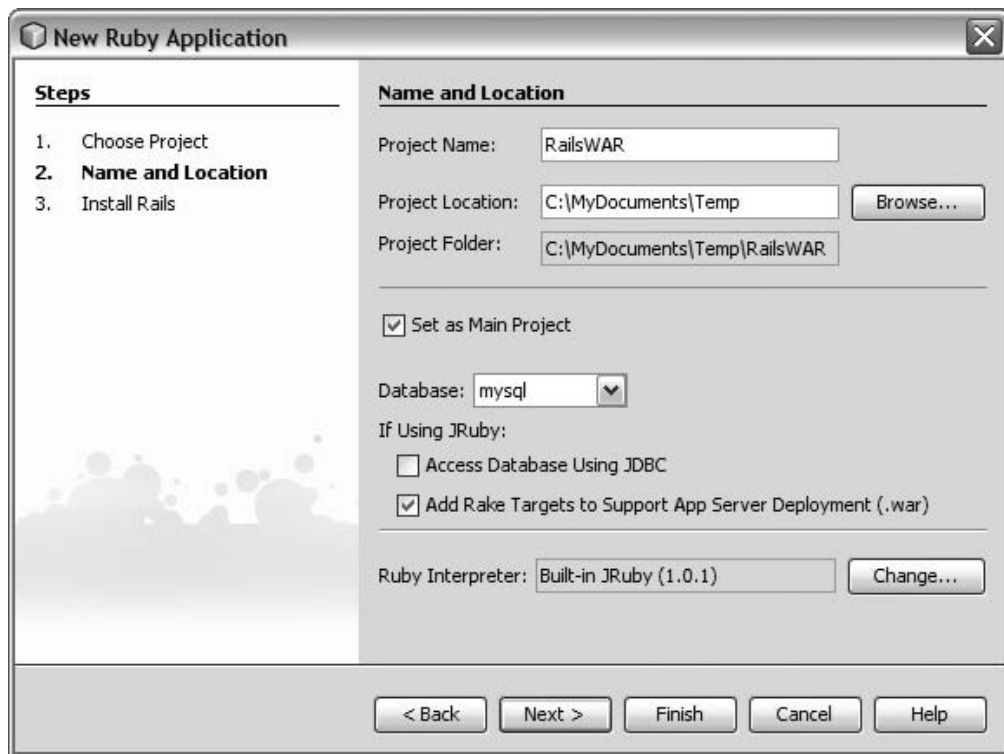 New Ruby Application
Steps
1. Choose Project
2. Name and Location
3. Install Rails
Name and Location
Project Name: RailsWAR
Project Location: C:\MyDocuments\Temp Browse...
Project Folder: C:\MyDocuments\Temp\RailsWAR
Set as Main Project
Database: mysql
If Using JRuby:
Access Database Using JDBC
Add Rake Targets to Support App Server Deployment (.war)
Ruby Interpreter: Built-in JRuby (1.0.1) Change...
< Back Next > Finish Cancel Help